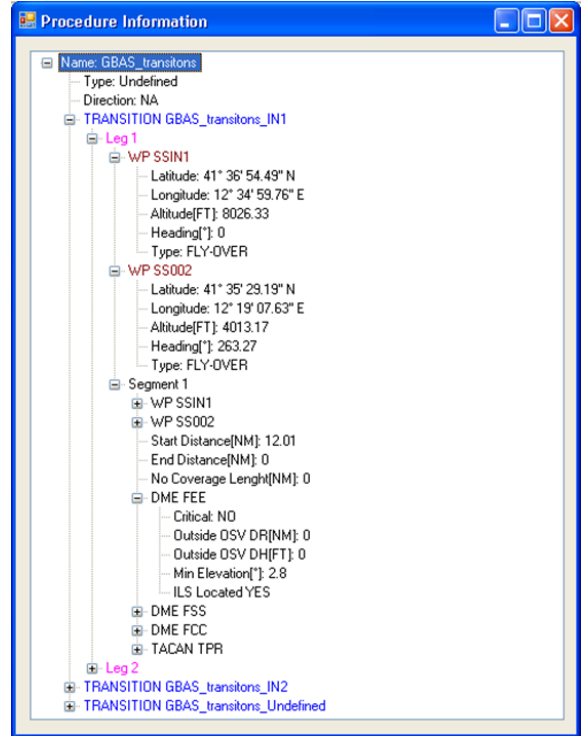 Procedure Information
Name: GBAS_transitons
Type: Undefined
Direction: NA
TRANSITION GBAS_transitons_IN1
Leg 1
WP SSIN1
Latitude: 41° 36' 54.49" N
Longitude: 12° 34' 59.76" E
Altitude[FT]: 8026.33
Heading[°]: 0
Type: FLY-OVER
WP SS002
Latitude: 41° 35' 29.19" N
Longitude: 12° 19' 07.63" E
Altitude[FT]: 4013.17
Heading[°]: 263.27
Type: FLY-OVER
Segment 1
WP SSIN1
WP SS002
Start Distance[NM]: 12.01
End Distance[NM]: 0
No Coverage Lenght[NM]: 0
DME FEE
Critical: NO
Outside OSV DR[NM]: 0
Outside OSV DH[FT]: 0
Min Elevation[°]: 2.8
ILS Located YES
DME FSS
DME FCC
TACAN TPR
Leg 2
TRANSITION GBAS_transitons_IN2
TRANSITION GBAS_transitons_Undefined